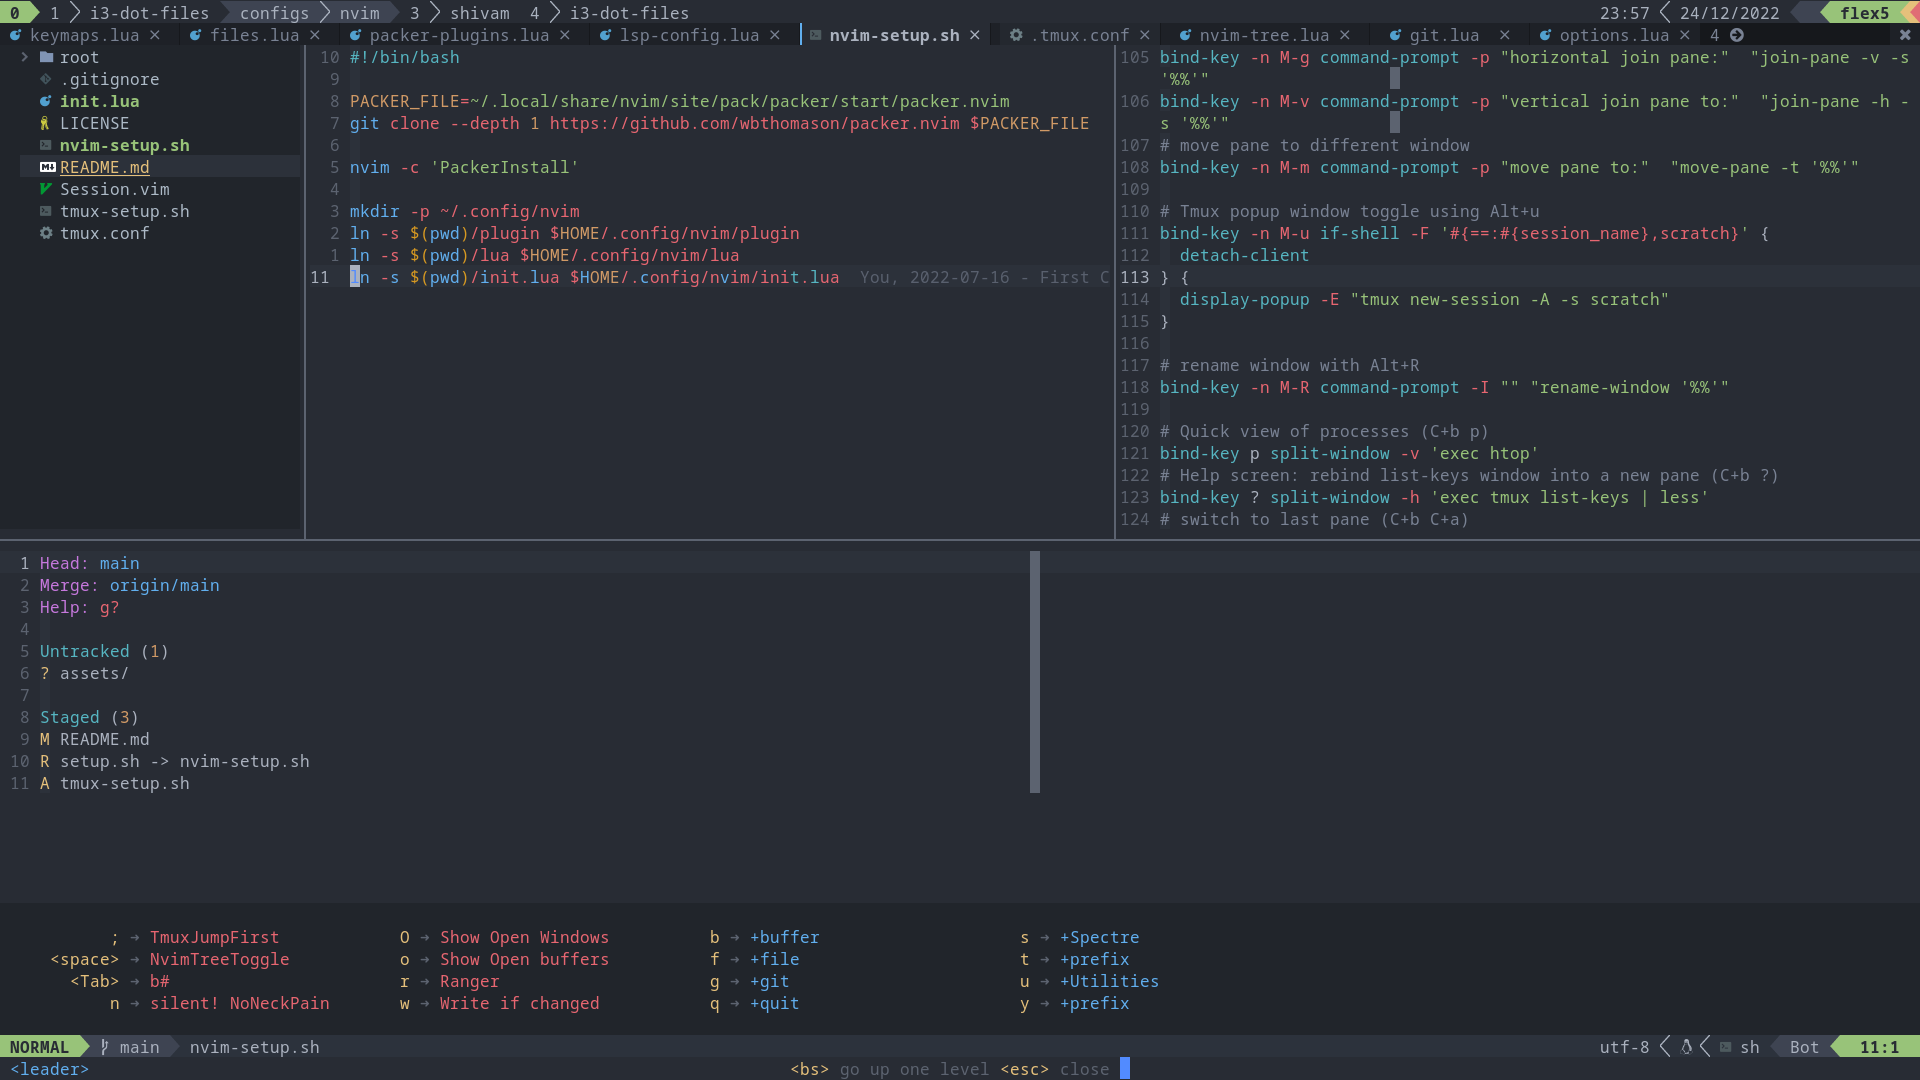 0 1 i3-dot-files configs nvim 3 shivam 4 i3-dot-files 23:57 24/12/2022 flex5
keymaps.lua × files.lua × packer-plugins.lua × lsp-config.lua × nvim-setup.sh × .tmux.conf × nvim-tree.lua × git.lua × options.lua × 4
root
.gitignore
init.lua
LICENSE
nvim-setup.sh
README.md
Session.vim
tmux-setup.sh
tmux.conf
10 #!/bin/bash
9
8 PACKER_FILE=~/.local/share/nvim/site/pack/packer/start/packer.nvim
7 git clone --depth 1 https://github.com/wbthomason/packer.nvim $PACKER_FILE
6
5 nvim -c 'PackerInstall'
4
3 mkdir -p ~/.config/nvim
2 ln -s $(pwd)/plugin $HOME/.config/nvim/plugin
1 ln -s $(pwd)/lua $HOME/.config/nvim/lua
11 ln -s $(pwd)/init.lua $HOME/.config/nvim/init.lua You, 2022-07-16 - First C
105 bind-key -n M-g command-prompt -p "horizontal join pane:"  "join-pane -v -s
'%%'"
106 bind-key -n M-v command-prompt -p "vertical join pane to:"  "join-pane -h -
s '%%'"
107 # move pane to different window
108 bind-key -n M-m command-prompt -p "move pane to:"  "move-pane -t '%%'"
109
110 # Tmux popup window toggle using Alt+u
111 bind-key -n M-u if-shell -F '#{==:#{session_name},scratch}' {
112   detach-client
113 } {
114   display-popup -E "tmux new-session -A -s scratch"
115 }
116
117 # rename window with Alt+R
118 bind-key -n M-R command-prompt -I "" "rename-window '%%'"
119
120 # Quick view of processes (C+b p)
121 bind-key p split-window -v 'exec htop'
122 # Help screen: rebind list-keys window into a new pane (C+b ?)
123 bind-key ? split-window -h 'exec tmux list-keys | less'
124 # switch to last pane (C+b C+a)
1 Head: main
2 Merge: origin/main
3 Help: g?
4
5 Untracked (1)
6 ? assets/
7
8 Staged (3)
9 M README.md
10 R setup.sh -> nvim-setup.sh
11 A tmux-setup.sh
; → TmuxJumpFirst O → Show Open Windows b → +buffer s → +Spectre
<space> → NvimTreeToggle o → Show Open buffers f → +file t → +prefix
<Tab> → b# r → Ranger g → +git u → +Utilities
n → silent! NoNeckPain w → Write if changed q → +quit y → +prefix
NORMAL main nvim-setup.sh utf-8 sh Bot 11:1
<leader> <bs> go up one level <esc> close